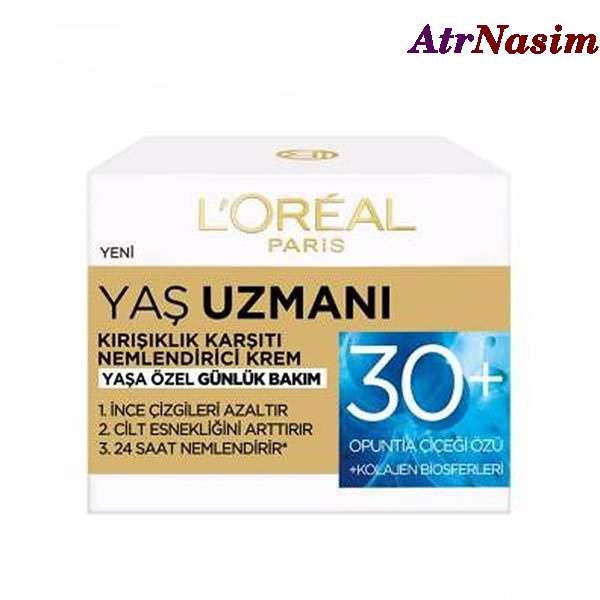 AtrNasim
L'ORÉAL
PARIS
YENİ
YAŞ UZMANI
KIRIŞIKLIK KARŞITI
NEMLENDİRİCİ KREM
YAŞA ÖZEL GÜNLÜK BAKIM
1. İNCE ÇİZGİLERİ AZALTIR
2. CİLT ESNEKLİĞİNİ ARTTIRIR
3. 24 SAAT NEMLENDİRİR*
30+
OPUNTIA ÇİÇEĞİ ÖZÜ
+KOLAJEN BIOSFERLERİ